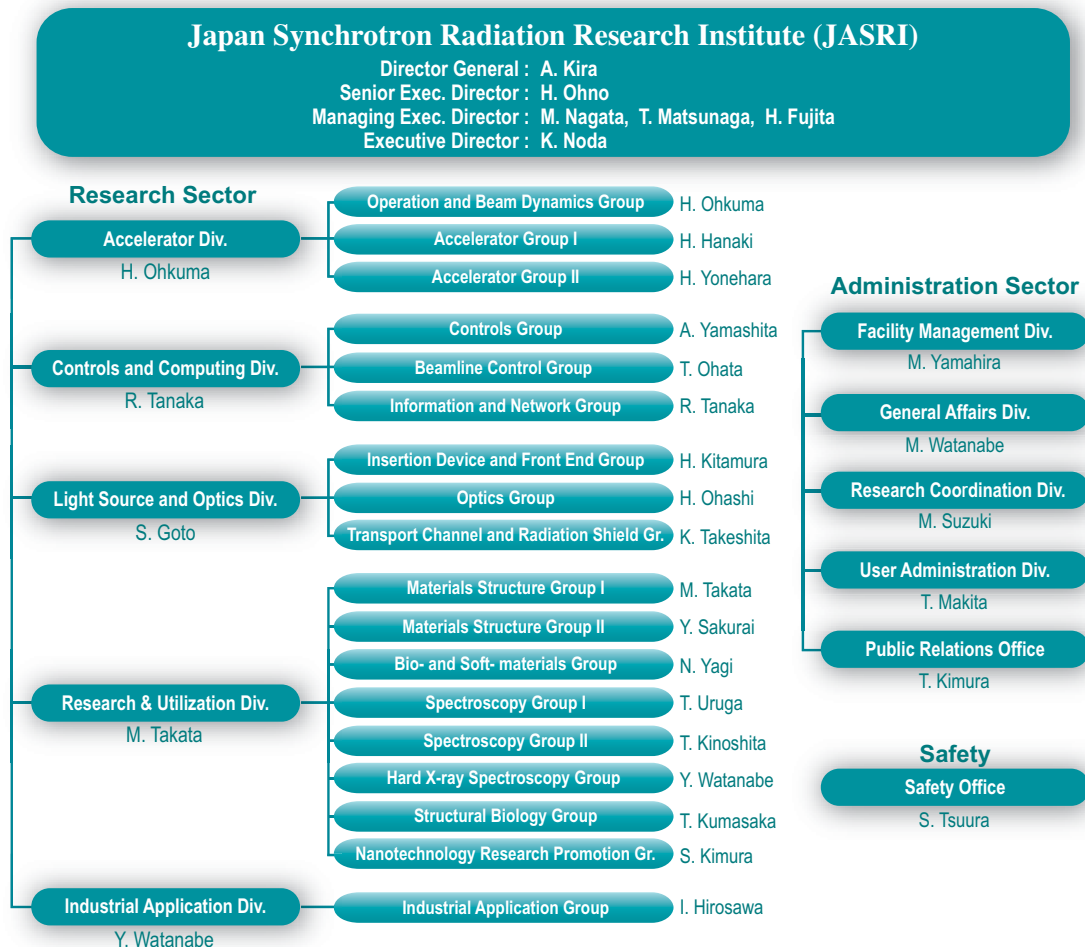 Japan Synchrotron Radiation Research Institute (JASRI)
Director General : A. Kira
Senior Exec. Director : H. Ohno
Managing Exec. Director : M. Nagata, T. Matsunaga, H. Fujita
Executive Director : K. Noda
Research Sector
Accelerator Div.
H. Ohkuma
Operation and Beam Dynamics Group H. Ohkuma
Accelerator Group I H. Hanaki
Accelerator Group II H. Yonehara
Controls and Computing Div.
R. Tanaka
Controls Group A. Yamashita
Beamline Control Group T. Ohata
Information and Network Group R. Tanaka
Light Source and Optics Div.
S. Goto
Insertion Device and Front End Group H. Kitamura
Optics Group H. Ohashi
Transport Channel and Radiation Shield Gr. K. Takeshita
Research & Utilization Div.
M. Takata
Materials Structure Group I M. Takata
Materials Structure Group II Y. Sakurai
Bio- and Soft- materials Group N. Yagi
Spectroscopy Group I T. Uruga
Spectroscopy Group II T. Kinoshita
Hard X-ray Spectroscopy Group Y. Watanabe
Structural Biology Group T. Kumasaka
Nanotechnology Research Promotion Gr. S. Kimura
Industrial Application Div.
Y. Watanabe
Industrial Application Group I. Hirosawa
Administration Sector
Facility Management Div.
M. Yamahira
General Affairs Div.
M. Watanabe
Research Coordination Div.
M. Suzuki
User Administration Div.
T. Makita
Public Relations Office
T. Kimura
Safety
Safety Office
S. Tsuura